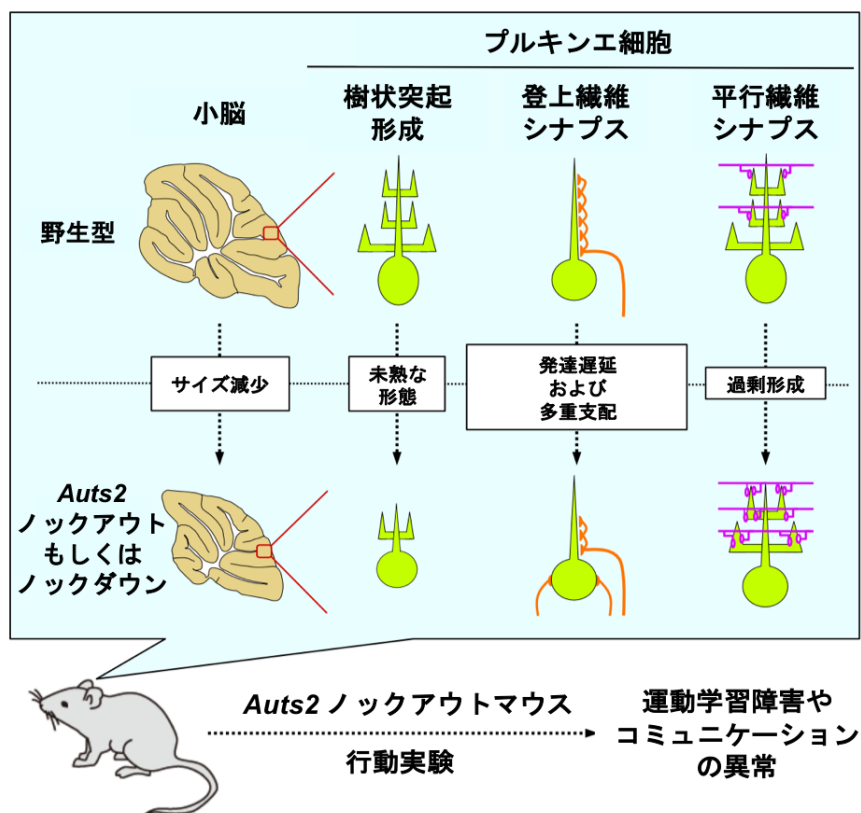 プルキンエ細胞
小脳
樹状突起
形成
登上繊維
シナプス
平行繊維
シナプス
野生型
サイズ減少
未熟な
形態
発達遅延
および
多重支配
過剰形成
Auts2
ノックアウト
もしくは
ノックダウン
Auts2 ノックアウトマウス
行動実験
運動学習障害や
コミュニケーション
の異常